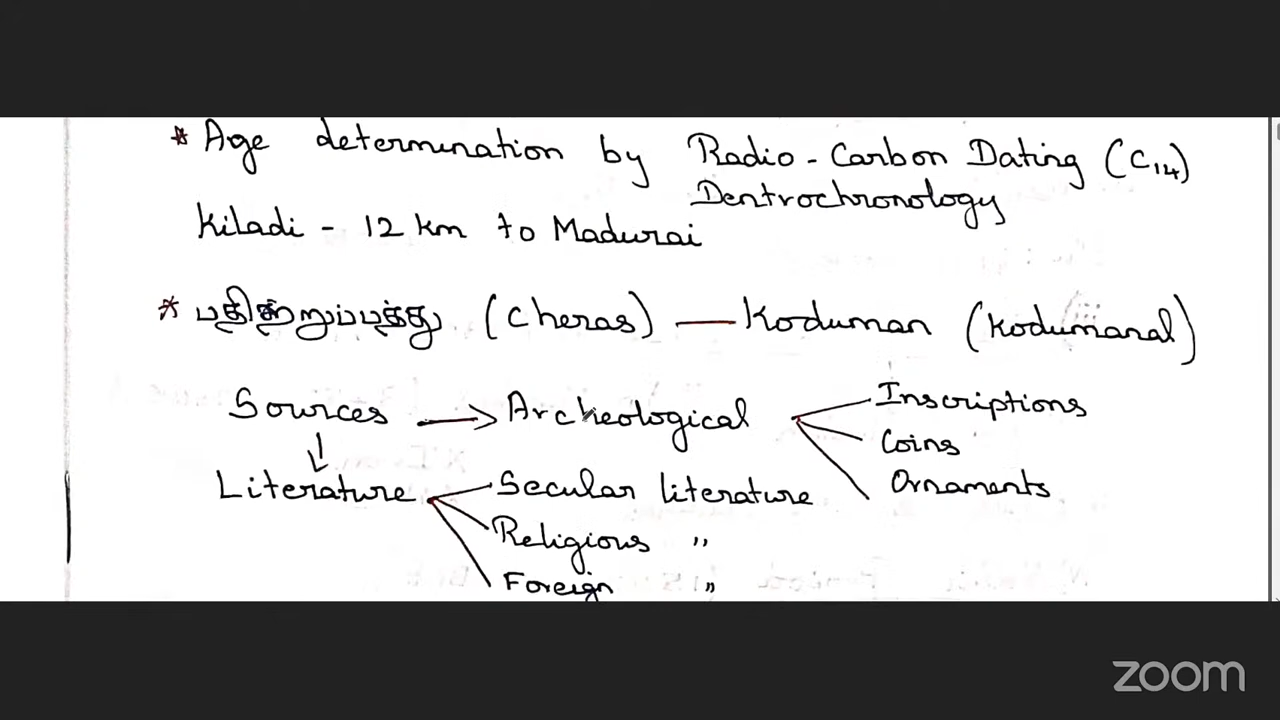 * Age determination by Radio - Carbon Dating (C14)
Dentrochronology
Kiladi - 12 km to Madurai
* பதிற்றுப்பத்து (Cheras) — Koduman (Kodumanal)
Sources → Archeological Inscriptions
Coins
Ornaments
↓
Literature Secular literature
Religious "
Foreign "
zoom